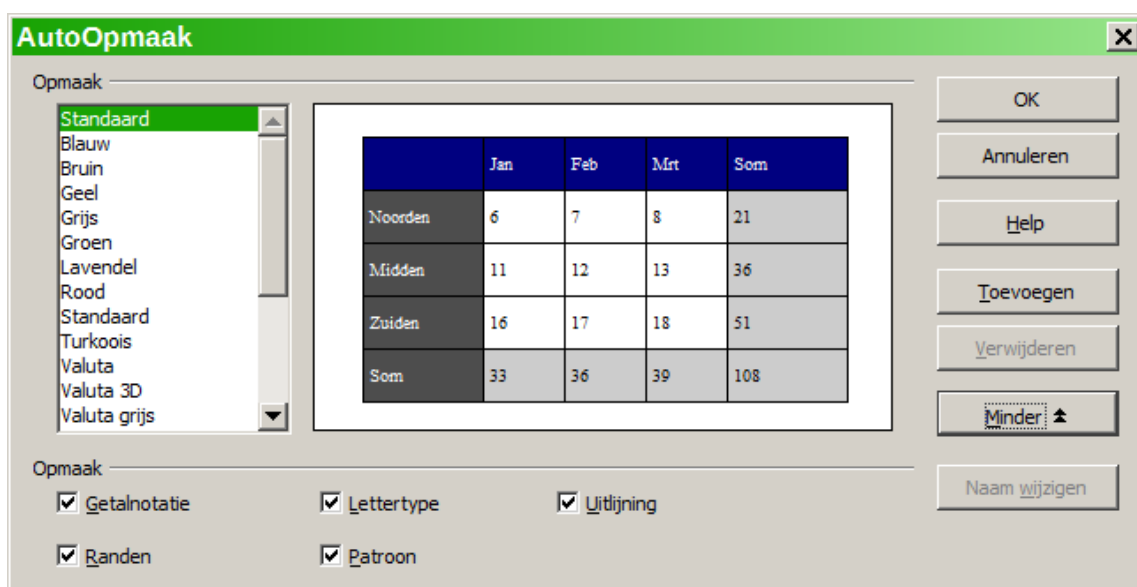 AutoOpmaak
Opmaak
Standaard
Blauw
Bruin
Geel
Grijs
Groen
Lavendel
Rood
Standaard
Turkoois
Valuta
Valuta 3D
Valuta grijs
Jan Feb Mrt Som
Noorden 6 7 8 21
Midden 11 12 13 36
Zuiden 16 17 18 51
Som 33 36 39 108
OK
Annuleren
Help
Toevoegen
Verwijderen
Minder
Naam wijzigen
Opmaak
Getalnotatie Lettertype Uitlijning
Randen Patroon